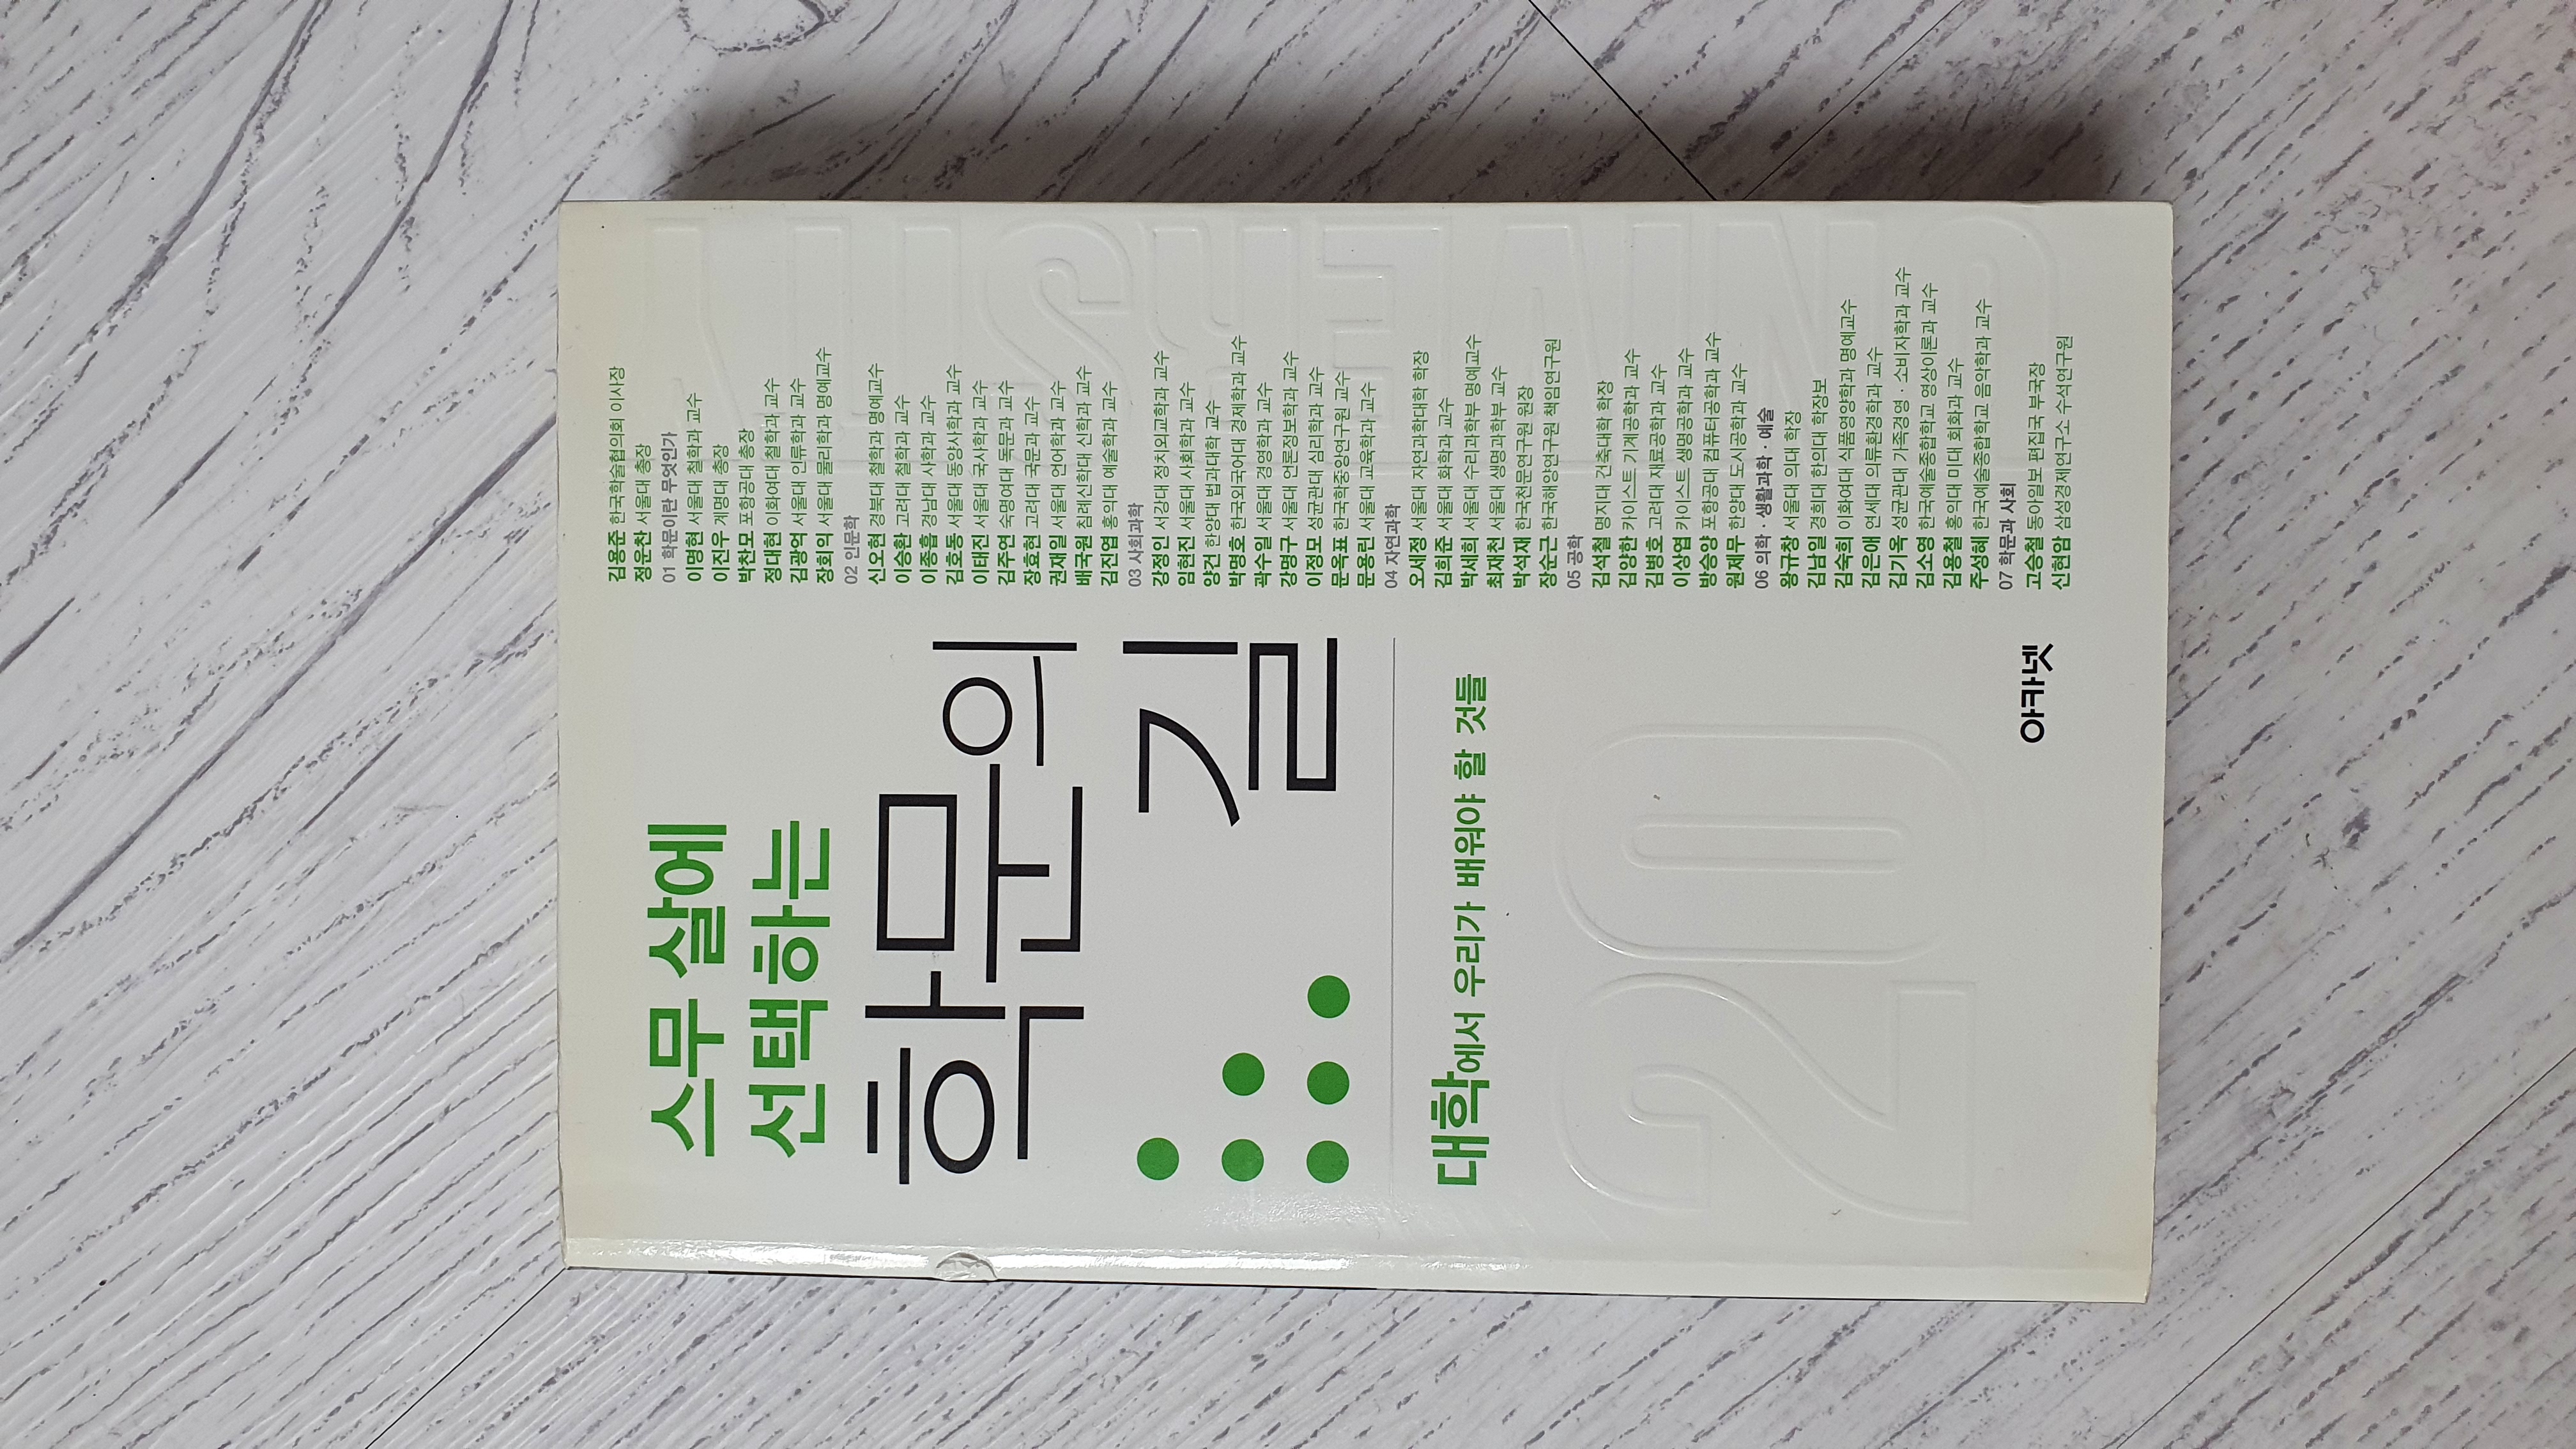 스무 살에
선택하는
학문의
길
대학에서 우리가 배워야 할 것들
20
아카넷
김용준 한국학술협의회 이사장
정운찬 서울대 총장
01 학문이란 무엇인가
이명현 서울대 철학과 교수
이진우 계명대 총장
박찬모 포항공대 총장
정대현 이화여대 철학과 교수
김광억 서울대 인류학과 교수
장회익 서울대 물리학과 명예교수
02 인문학
신오현 경북대 철학과 명예교수
이승환 고려대 철학과 교수
이종흡 경남대 사학과 교수
김호동 서울대 동양사학과 교수
이태진 서울대 국사학과 교수
김주연 숙명여대 독문과 교수
장효현 고려대 국문과 교수
권재일 서울대 언어학과 교수
배국원 침례신학대 신학과 교수
김진엽 홍익대 예술학과 교수
03 사회과학
강정인 서강대 정치외교학과 교수
임현진 서울대 사회학과 교수
양건 한양대 법과대학 교수
박명호 한국외국어대 경제학과 교수
곽수일 서울대 경영학과 교수
강명구 서울대 언론정보학과 교수
이정모 성균관대 심리학과 교수
문옥표 한국학중앙연구원 교수
문용린 서울대 교육학과 교수
04 자연과학
오세정 서울대 자연과학대학 학장
김희준 서울대 화학과 교수
박세희 서울대 수리과학부 명예교수
최재천 서울대 생명과학부 교수
박석재 한국천문연구원 원장
장순근 한국해양연구원 책임연구원
05 공학
김석철 명지대 건축대학 학장
김양한 카이스트 기계공학과 교수
김병호 고려대 재료공학과 교수
이상엽 카이스트 생명공학과 교수
방승양 포항공대 컴퓨터공학과 교수
원제무 한양대 도시공학과 교수
06 의학 · 생활과학 · 예술
왕규창 서울대 의대 학장
김남일 경희대 한의대 학장보
김숙희 이화여대 식품영양학과 명예교수
김은애 연세대 의류환경학과 교수
김기옥 성균관대 가족경영 · 소비자학과 교수
김소영 한국예술종합학교 영상이론과 교수
김용철 홍익대 미대 회화과 교수
주성혜 한국예술종합학교 음악학과 교수
07 학문과 사회
고승철 동아일보 편집국 부국장
신현암 삼성경제연구소 수석연구원
UNIVERSITY